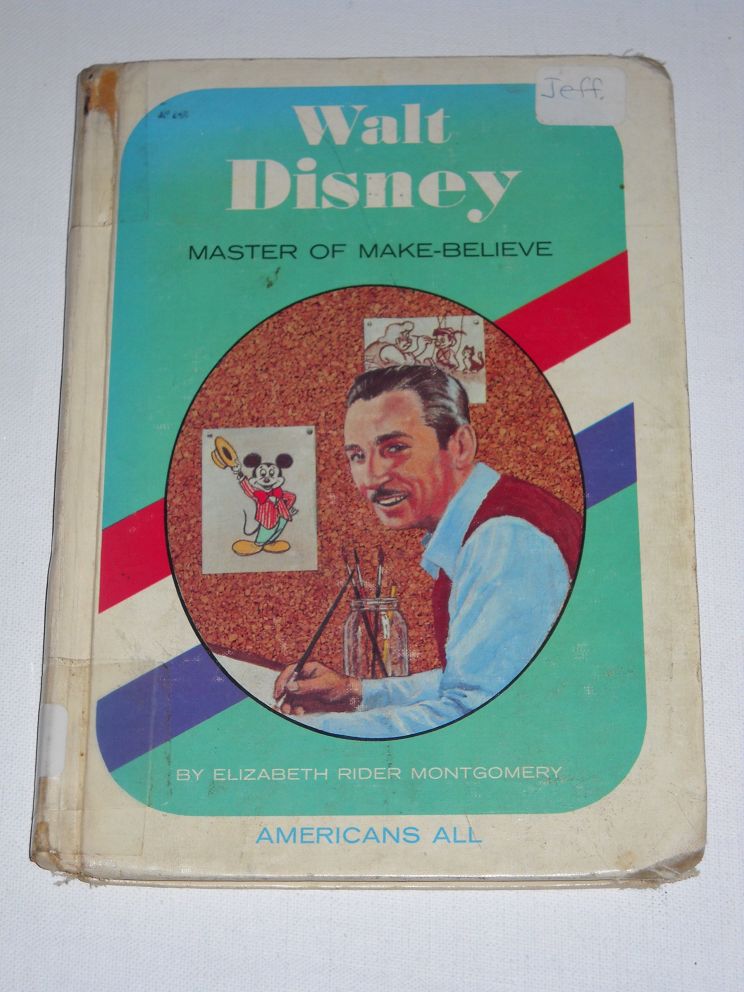 Jeff.
Walt
Disney
MASTER OF MAKE-BELIEVE
BY ELIZABETH RIDER MONTGOMERY
AMERICANS ALL